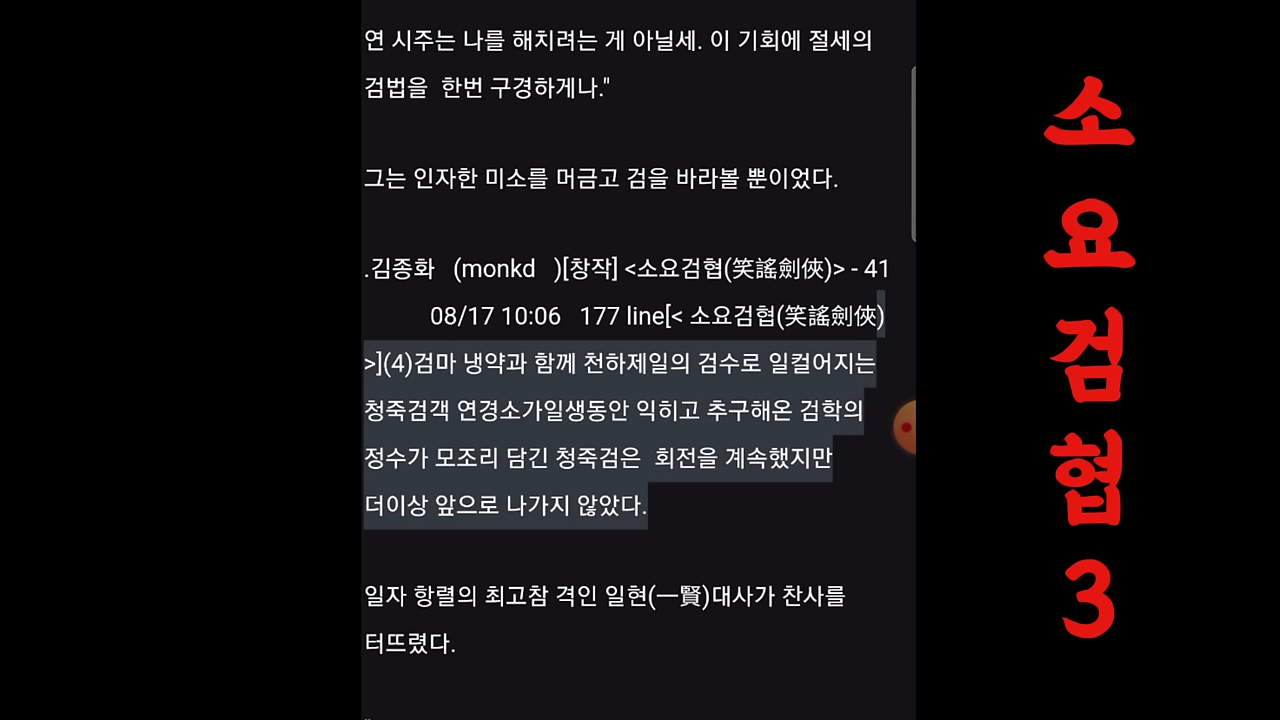 연 시주는 나를 해치려는 게 아닐세. 이 기회에 절세의
검법을  한번 구경하게나."
그는 인자한 미소를 머금고 검을 바라볼 뿐이었다.
.김종화   (monkd   )[창작] <소요검협(笑謠劍俠)> - 41
08/17 10:06   177 line[< 소요검협(笑謠劍俠)
>](4)검마 냉약과 함께 천하제일의 검수로 일컬어지는
청죽검객 연경소가일생동안 익히고 추구해온 검학의
정수가 모조리 담긴 청죽검은  회전을 계속했지만
더이상 앞으로 나가지 않았다.
일자 항렬의 최고참 격인 일현(一賢)대사가 찬사를
터뜨렸다.
소
요
검
협
3